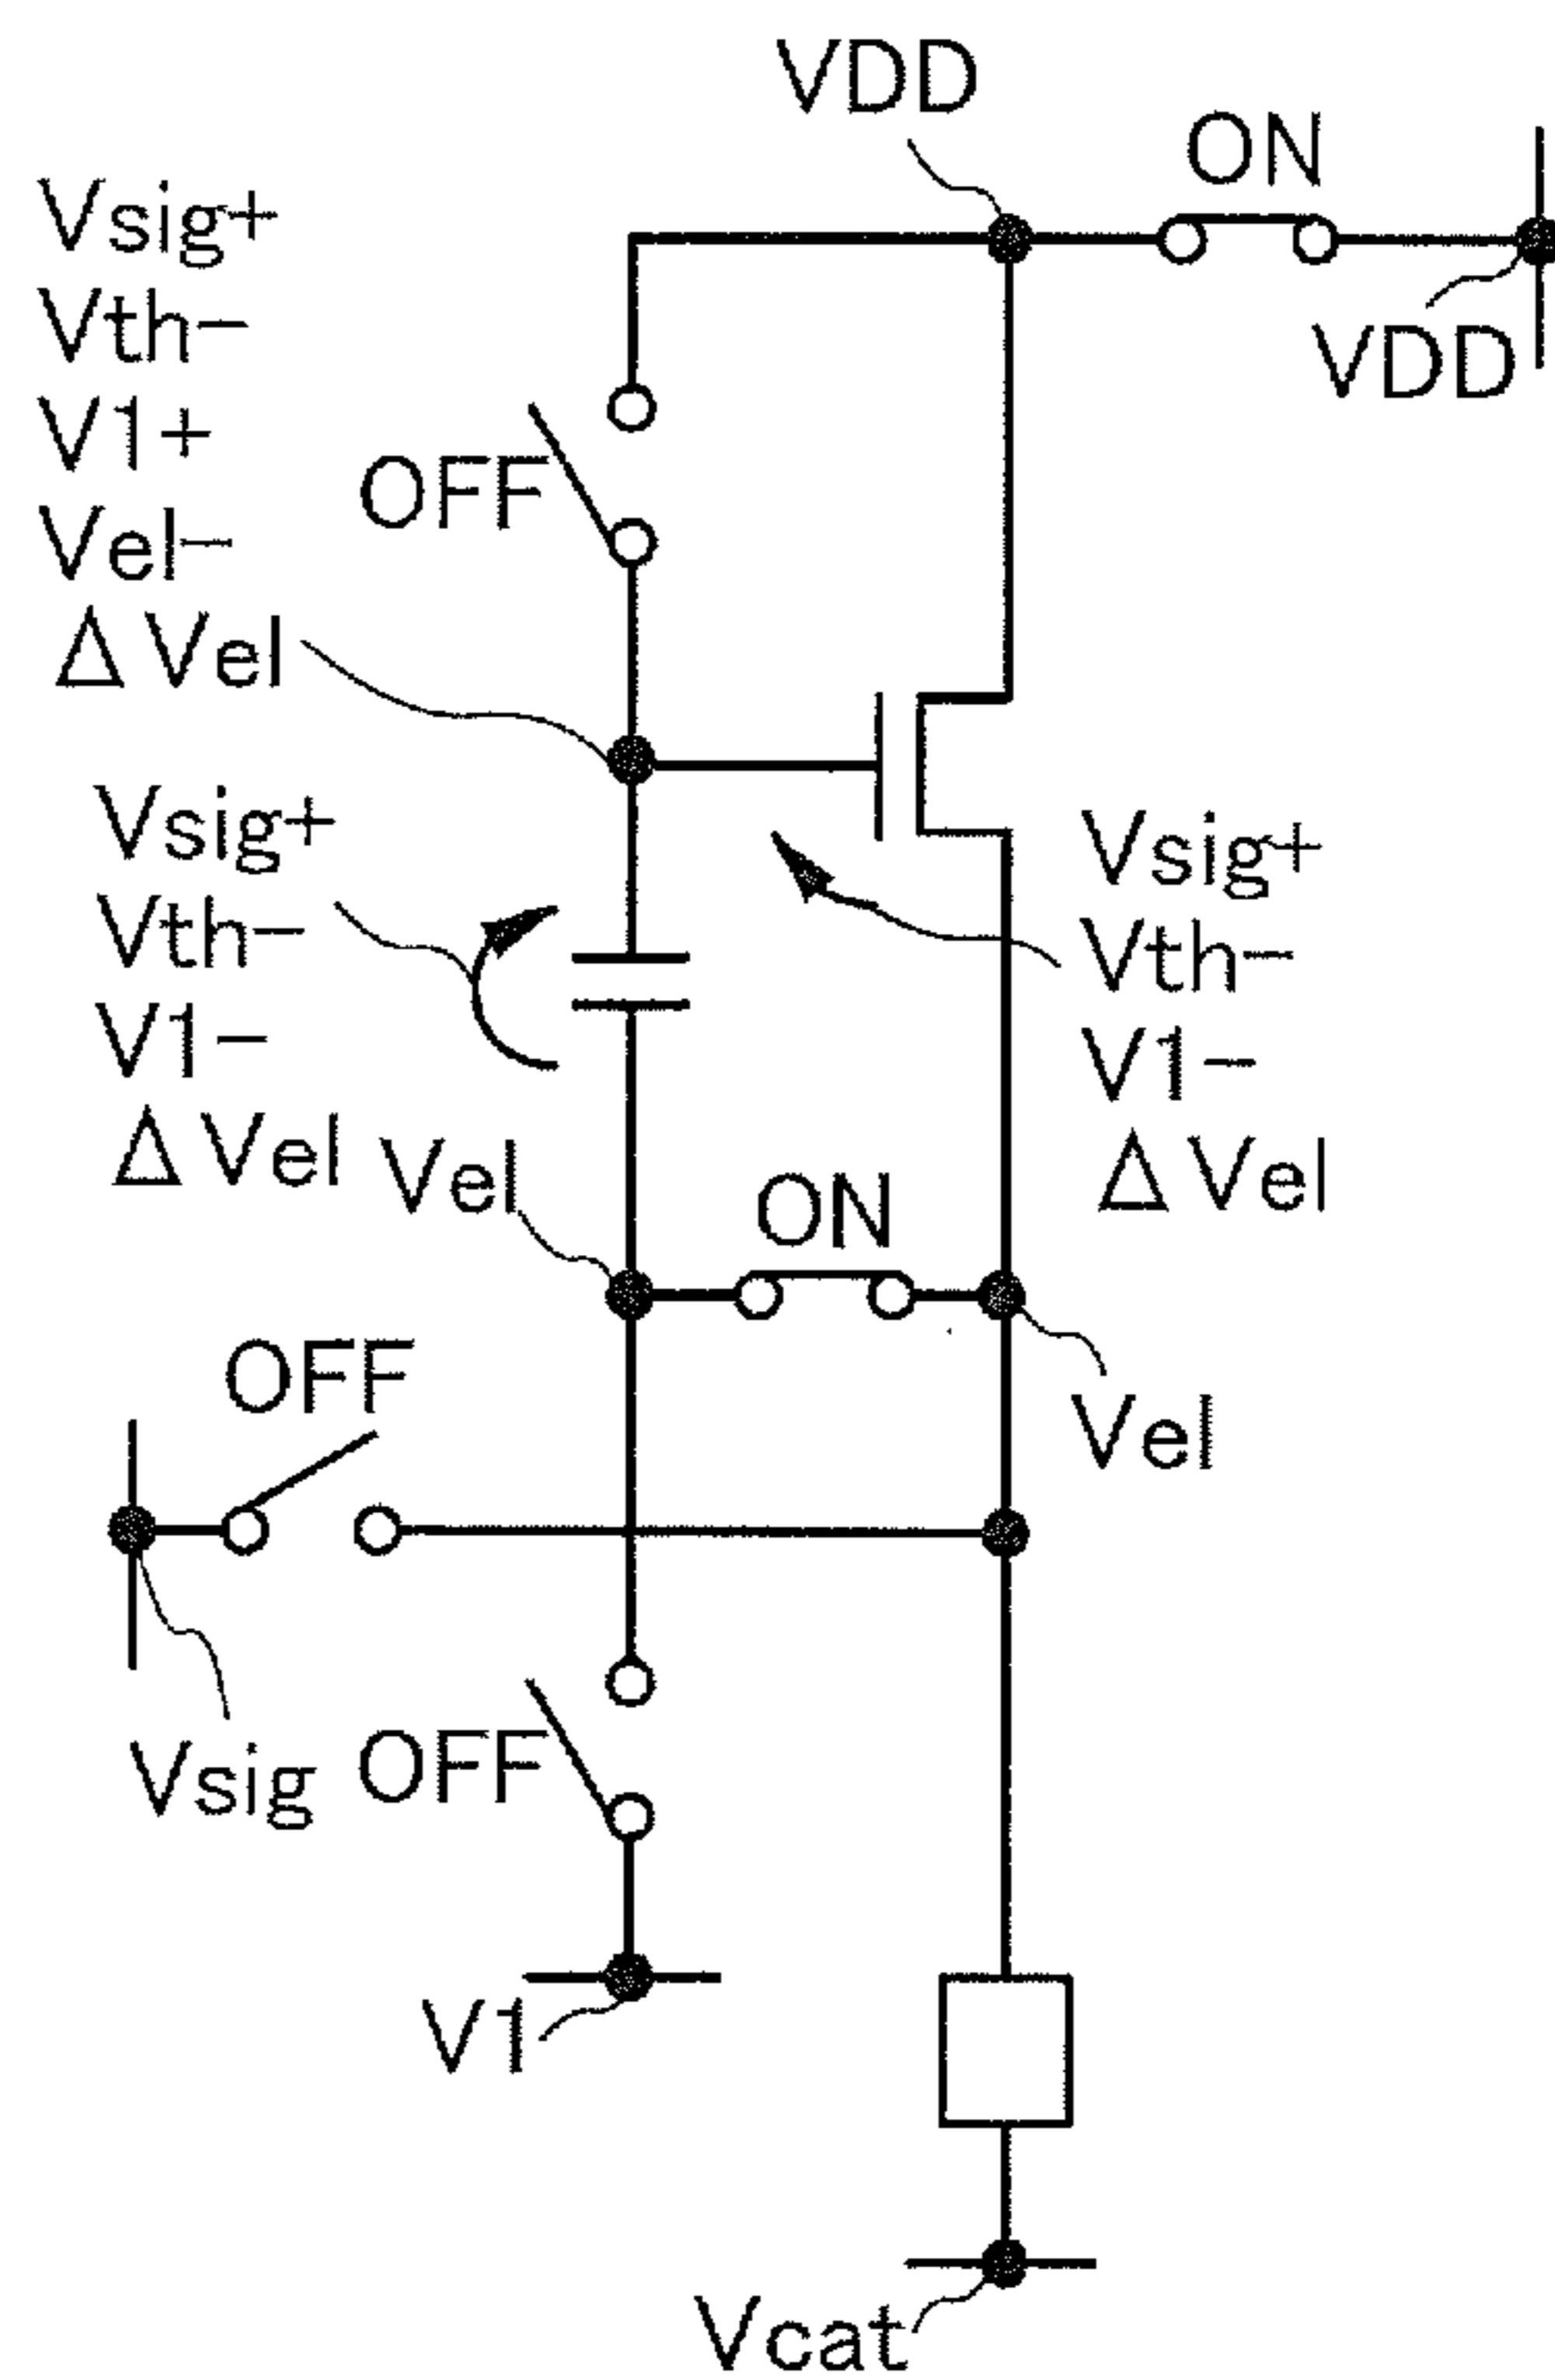 VDD
ON
VDD
Vsig+
Vth−
V1+
Vel−
ΔVel
OFF
Vsig+
Vth−
V1−
ΔVel
Vsig+
Vth−
V1−
ΔVel
Vel
ON
Vel
OFF
Vsig
OFF
V1
Vcat